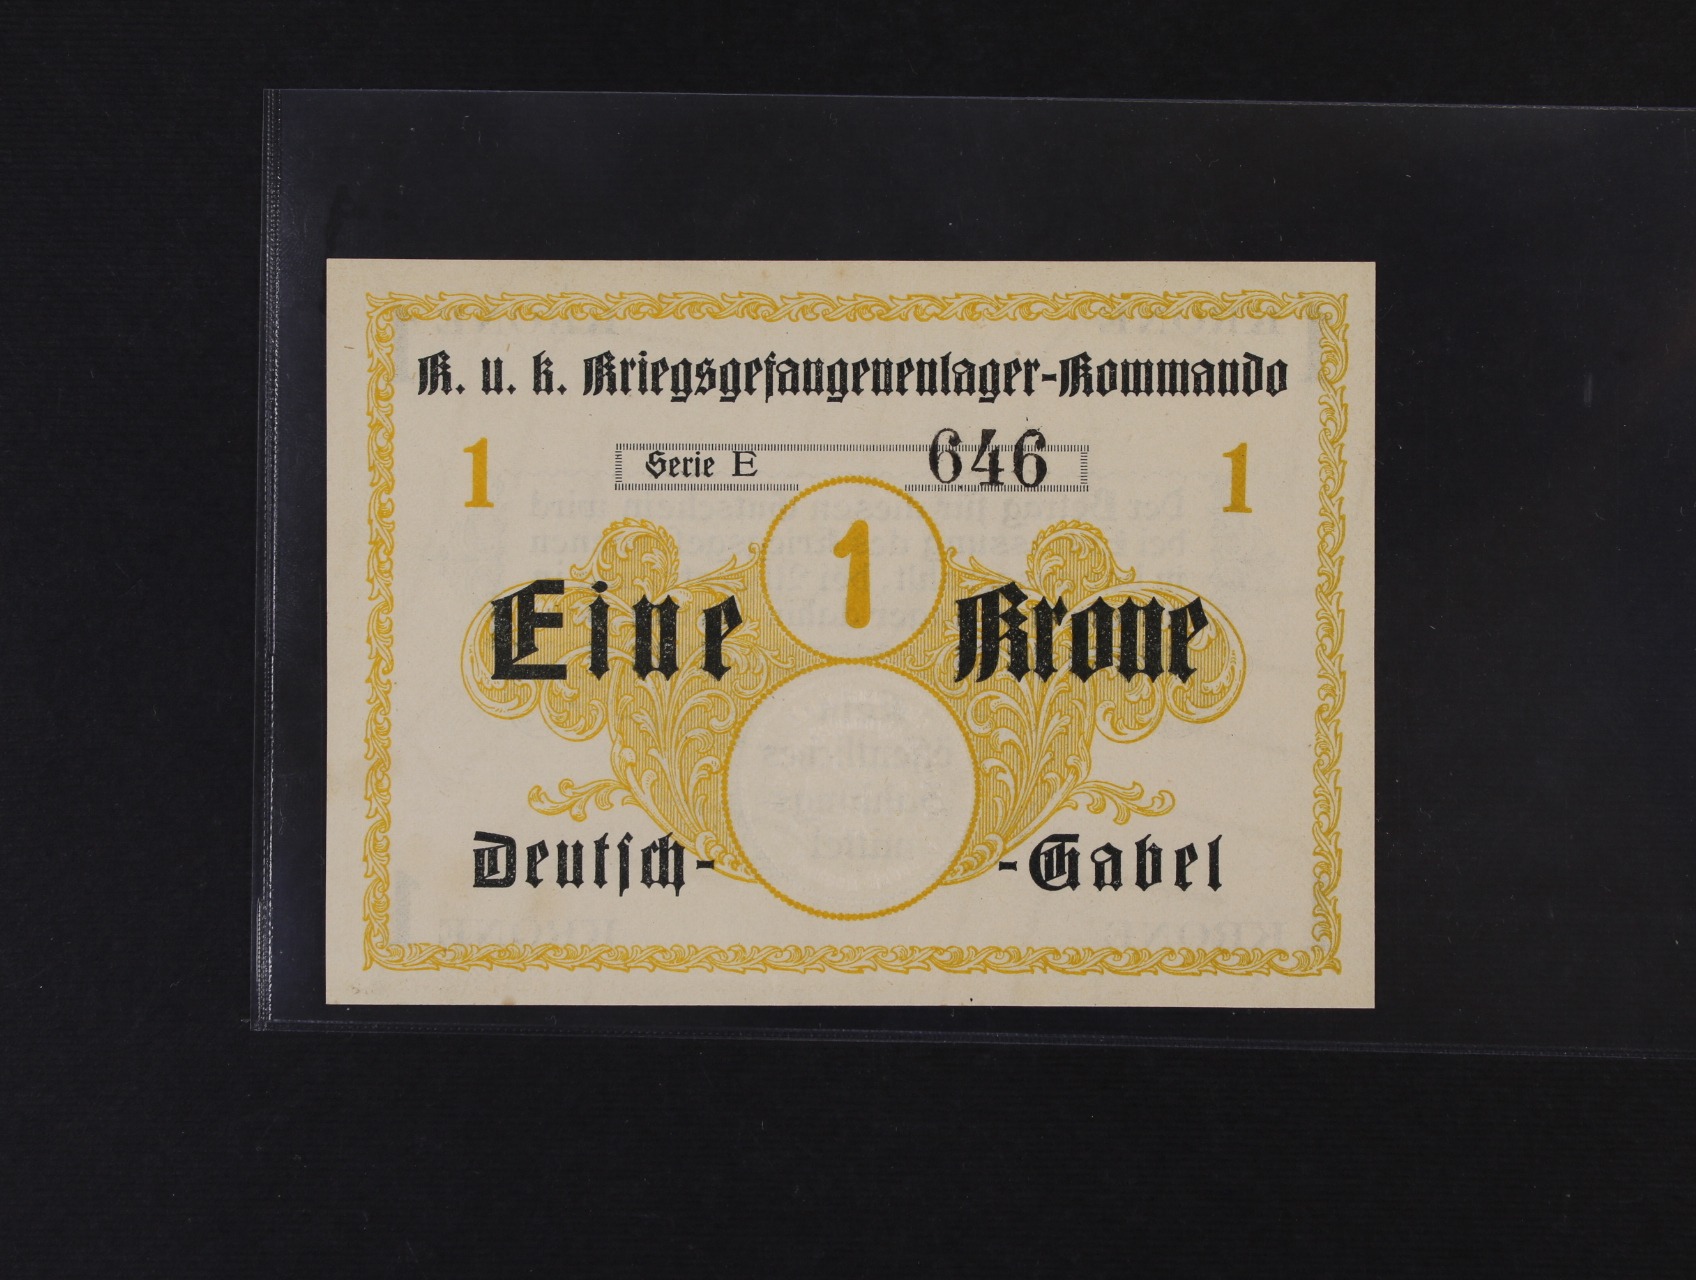 K. u. k. Kriegsgefangenenlager-Kommando
1 Serie E 646 1
1
Eine Krone
Deutsch- -Gabel